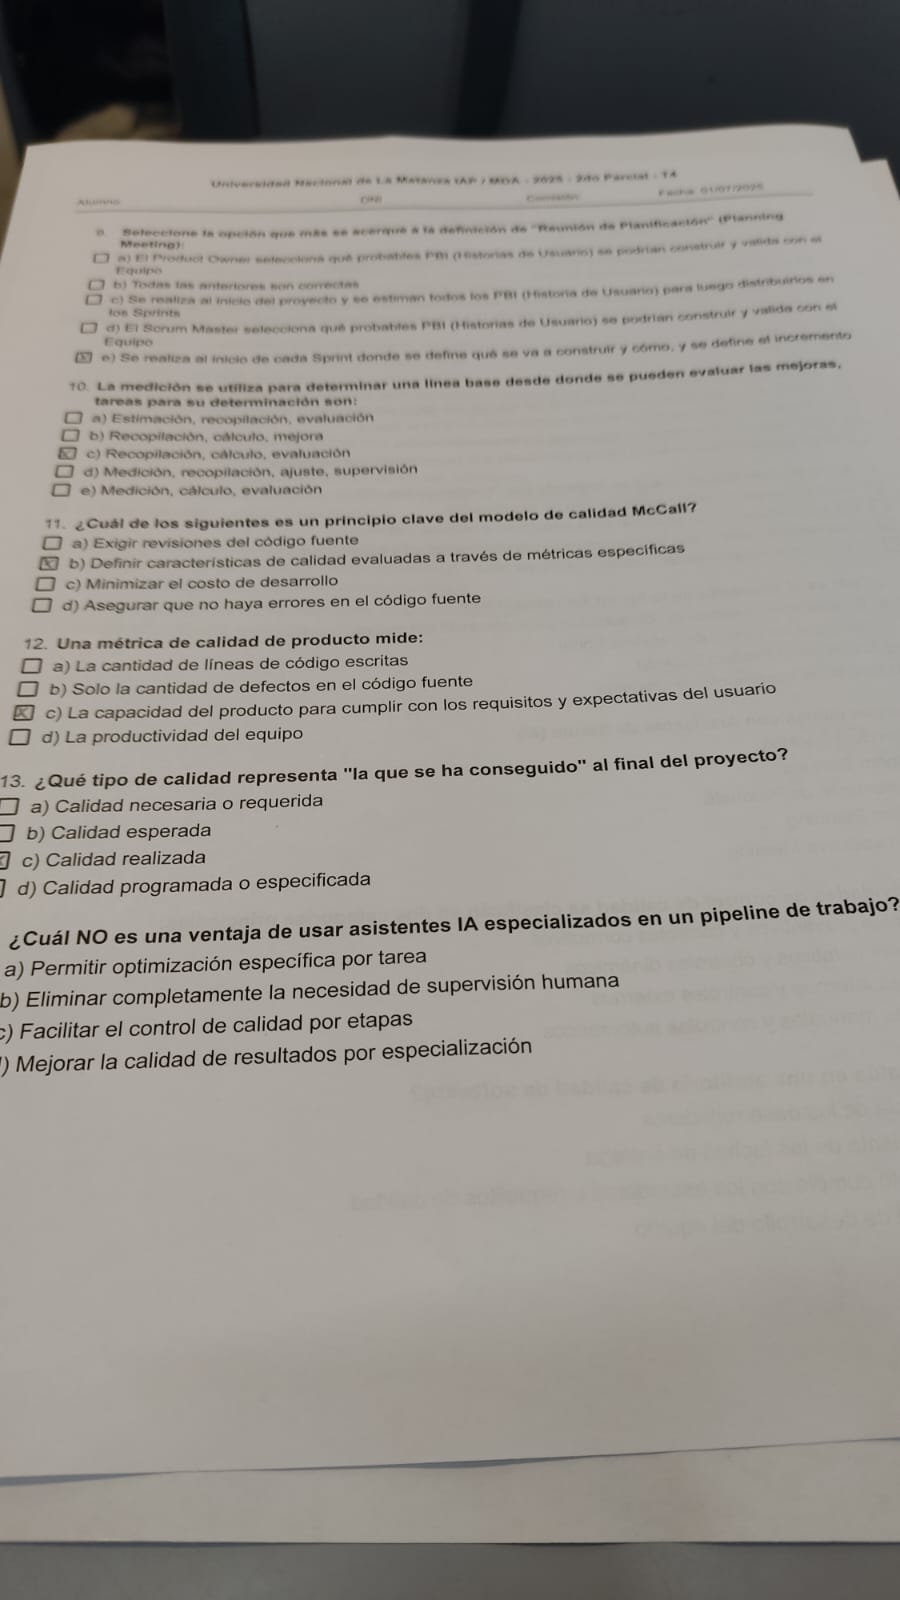 Universidad Nacional de La Matanza IAP / MGA - 2025 - 2do Parcial - T4
Alumno DNI Comisión: Fecha: 01/07/2025
9. Seleccione la opción que más se acerque a la definición de "Reunión de Planificación" (Planning
Meeting):
a) El Product Owner selecciona qué probables PBI (Historias de Usuario) se podrían construir y valida con el
Equipo
b) Todas las anteriores son correctas
c) Se realiza al inicio del proyecto y se estiman todos los PBI (Historia de Usuario) para luego distribuirlos en
los Sprints
d) El Scrum Master selecciona qué probables PBI (Historias de Usuario) se podrían construir y valida con el
Equipo
e) Se realiza al inicio de cada Sprint donde se define qué se va a construir y cómo, y se define el incremento
10. La medición se utiliza para determinar una línea base desde donde se pueden evaluar las mejoras,
tareas para su determinación son:
a) Estimación, recopilación, evaluación
b) Recopilación, cálculo, mejora
c) Recopilación, cálculo, evaluación
d) Medición, recopilación, ajuste, supervisión
e) Medición, cálculo, evaluación
11. ¿Cuál de los siguientes es un principio clave del modelo de calidad McCall?
a) Exigir revisiones del código fuente
b) Definir características de calidad evaluadas a través de métricas específicas
c) Minimizar el costo de desarrollo
d) Asegurar que no haya errores en el código fuente
12. Una métrica de calidad de producto mide:
a) La cantidad de líneas de código escritas
b) Solo la cantidad de defectos en el código fuente
c) La capacidad del producto para cumplir con los requisitos y expectativas del usuario
d) La productividad del equipo
13. ¿Qué tipo de calidad representa "la que se ha conseguido" al final del proyecto?
a) Calidad necesaria o requerida
b) Calidad esperada
c) Calidad realizada
d) Calidad programada o especificada
¿Cuál NO es una ventaja de usar asistentes IA especializados en un pipeline de trabajo?
a) Permitir optimización específica por tarea
b) Eliminar completamente la necesidad de supervisión humana
c) Facilitar el control de calidad por etapas
) Mejorar la calidad de resultados por especialización